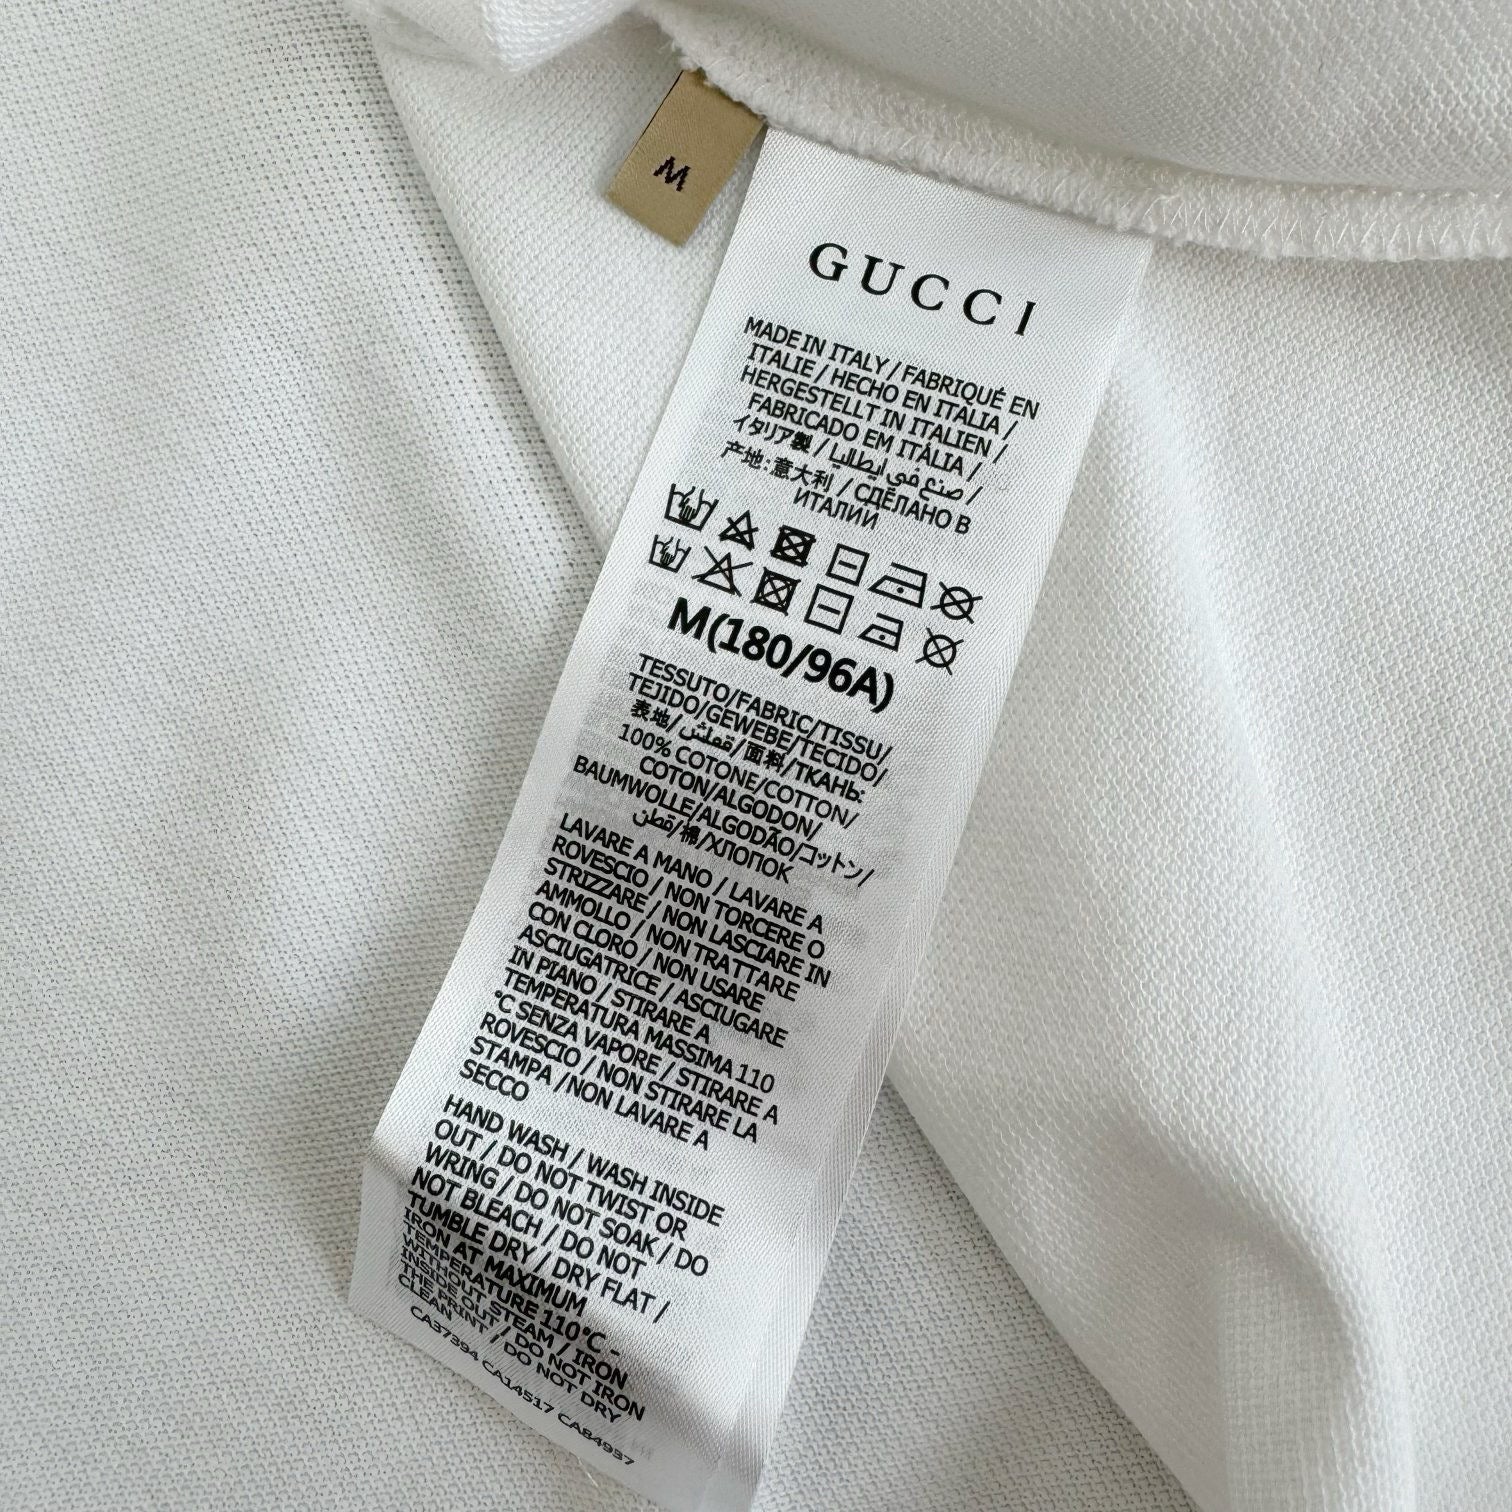 M
GUCCI
MADE IN ITALY / FABRIQUÉ EN
ITALIE / HECHO EN ITALIA /
HERGESTELLT IN ITALIEN /
FABRICADO EM ITÁLIA /
イタリア製 / صنع في ايطاليا /
产地:意大利 / СДЕЛАНО В
ИТАЛИИ
M(180/96A)
TESSUTO/FABRIC/TISSU/
TEJIDO/GEWEBE/TECIDO/
表地/قماش/面料/ТКАНЬ:
100% COTONE/COTTON/
COTON/ALGODON/
BAUMWOLLE/ALGODÃO/コットン/
قطن/棉/ХЛОПОК
LAVARE A MANO / LAVARE A
ROVESCIO / NON TORCERE O
STRIZZARE / NON LASCIARE IN
AMMOLLO / NON TRATTARE
CON CLORO / NON USARE
ASCIUGATRICE / ASCIUGARE
IN PIANO / STIRARE A
TEMPERATURA MASSIMA 110
°C SENZA VAPORE / STIRARE A
ROVESCIO / NON STIRARE LA
STAMPA /NON LAVARE A
SECCO
HAND WASH / WASH INSIDE
OUT / DO NOT TWIST OR
WRING / DO NOT SOAK / DO
NOT BLEACH / DO NOT
TUMBLE DRY / DRY FLAT /
IRON AT MAXIMUM
TEMPERATURE 110°C -
WITHOUT STEAM / IRON
INSIDE OUT / DO NOT IRON
THE PRINT / DO NOT DRY
CLEAN
CA37394 CA14517 CA84937